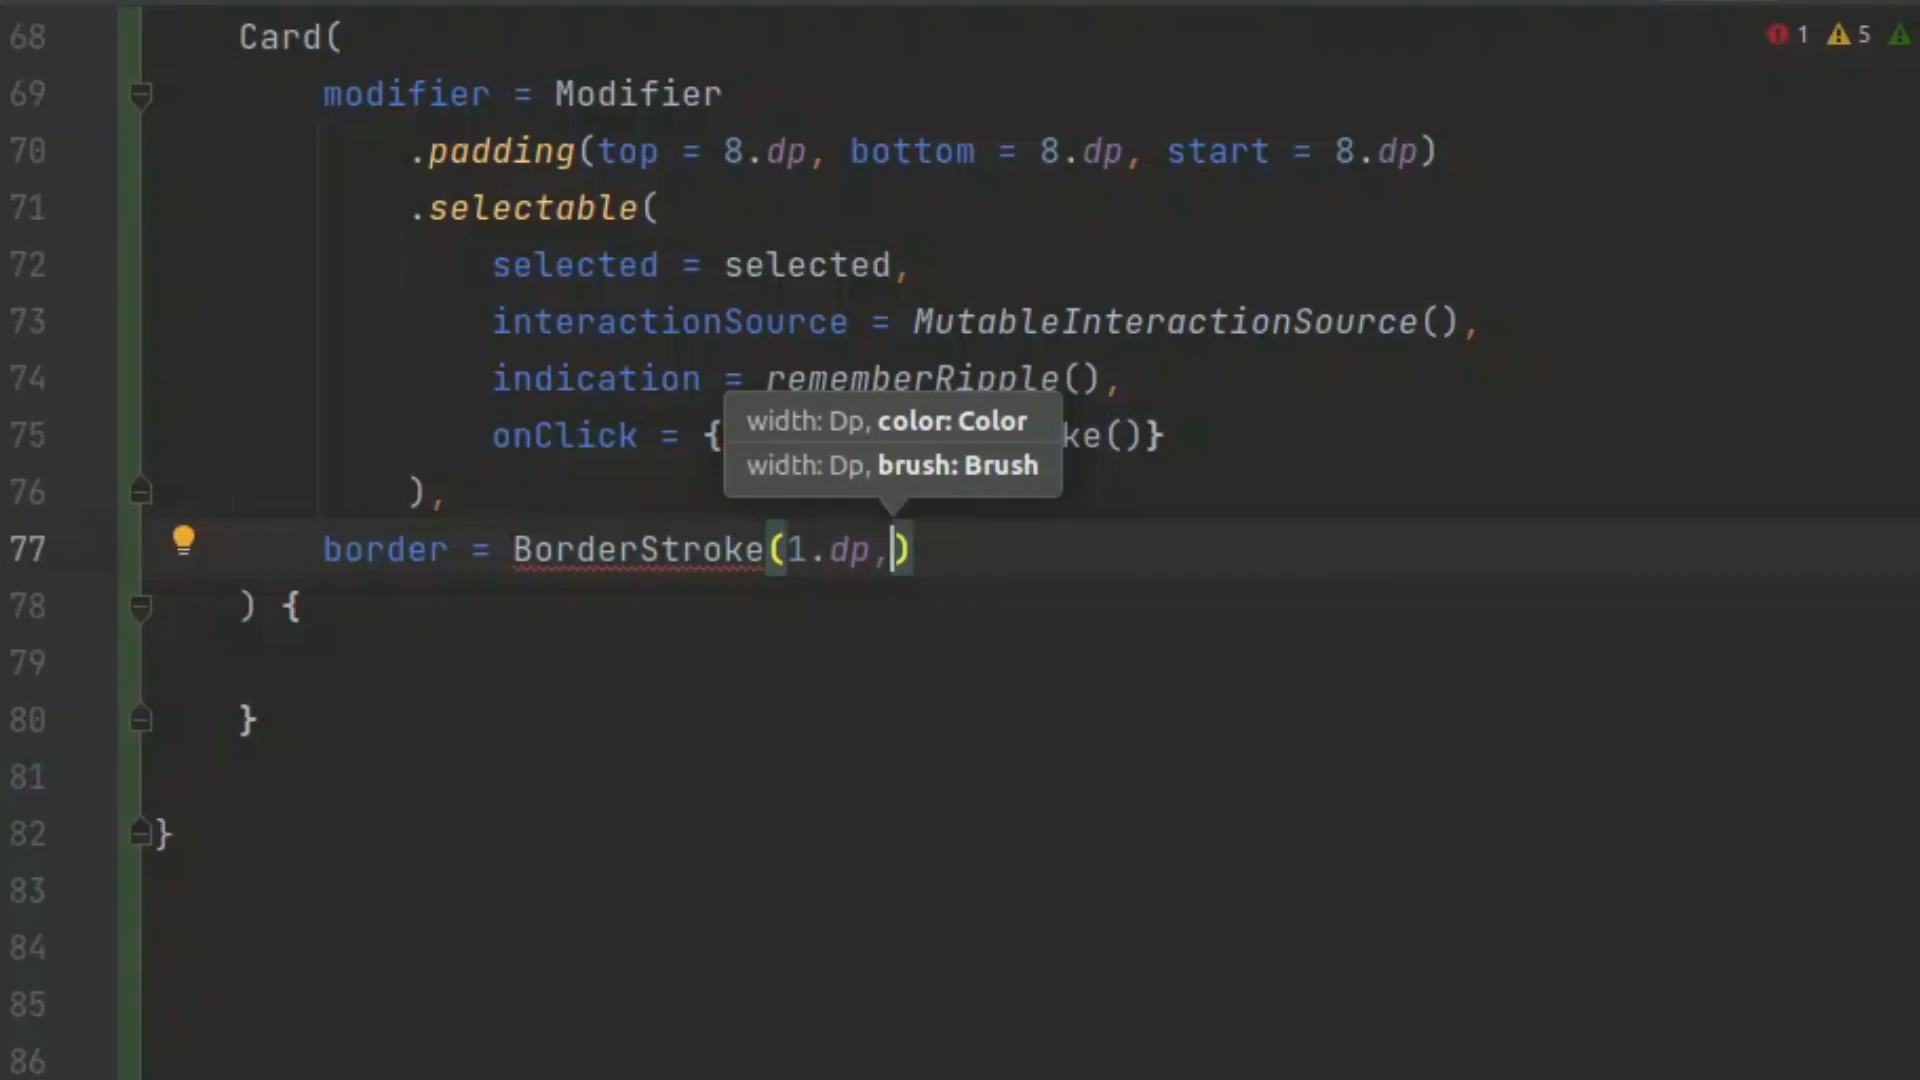 68 Card(
1 5
69 modifier = Modifier
70 .padding(top = 8.dp, bottom = 8.dp, start = 8.dp)
71 .selectable(
72 selected = selected,
73 interactionSource = MutableInteractionSource(),
74 indication = rememberRipple(),
width: Dp, color: Color
75 onClick = { ke()}
width: Dp, brush: Brush
76 ),
77 border = BorderStroke(1.dp,)
78 ) {
79
80 }
81
82 }
83
84
85
86